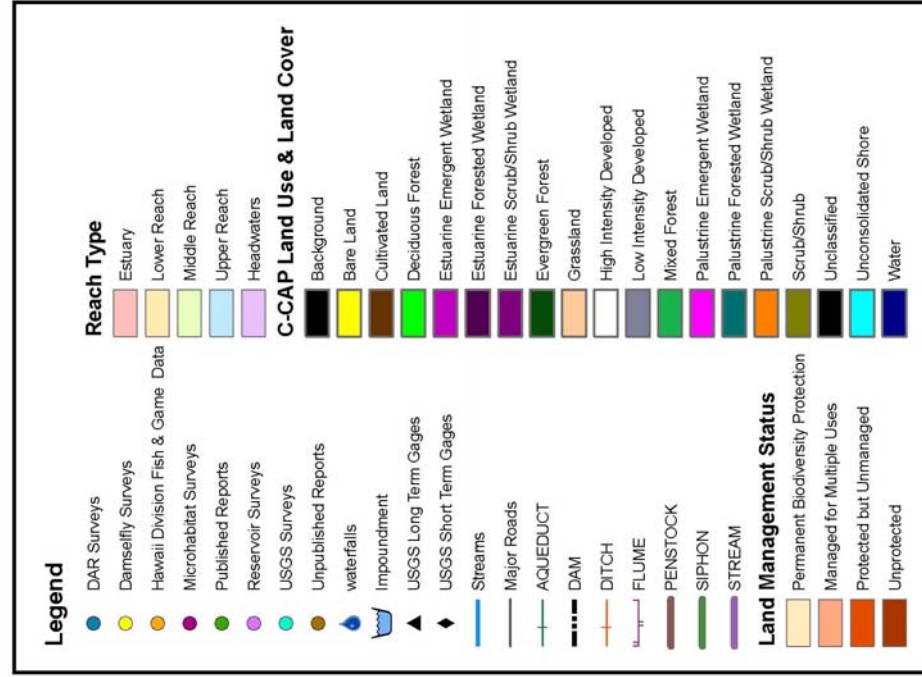 Legend
DAR Surveys
Damselfly Surveys
Hawaii Division Fish & Game Data
Microhabitat Surveys
Published Reports
Reservoir Surveys
USGS Surveys
Unpublished Reports
waterfalls
Impoundment
USGS Long Term Gages
USGS Short Term Gages
Streams
Major Roads
AQUEDUCT
DAM
DITCH
FLUME
PENSTOCK
SIPHON
STREAM
Land Management Status
Permanent Biodiversity Protection
Managed for Multiple Uses
Protected but Unmanaged
Unprotected
Reach Type
Estuary
Lower Reach
Middle Reach
Upper Reach
Headwaters
C-CAP Land Use & Land Cover
Background
Bare Land
Cultivated Land
Deciduous Forest
Estuarine Emergent Wetland
Estuarine Forested Wetland
Estuarine Scrub/Shrub Wetland
Evergreen Forest
Grassland
High Intensity Developed
Low Intensity Developed
Mixed Forest
Palustrine Emergent Wetland
Palustrine Forested Wetland
Palustrine Scrub/Shrub Wetland
Scrub/Shrub
Unclassified
Unconsolidated Shore
Water